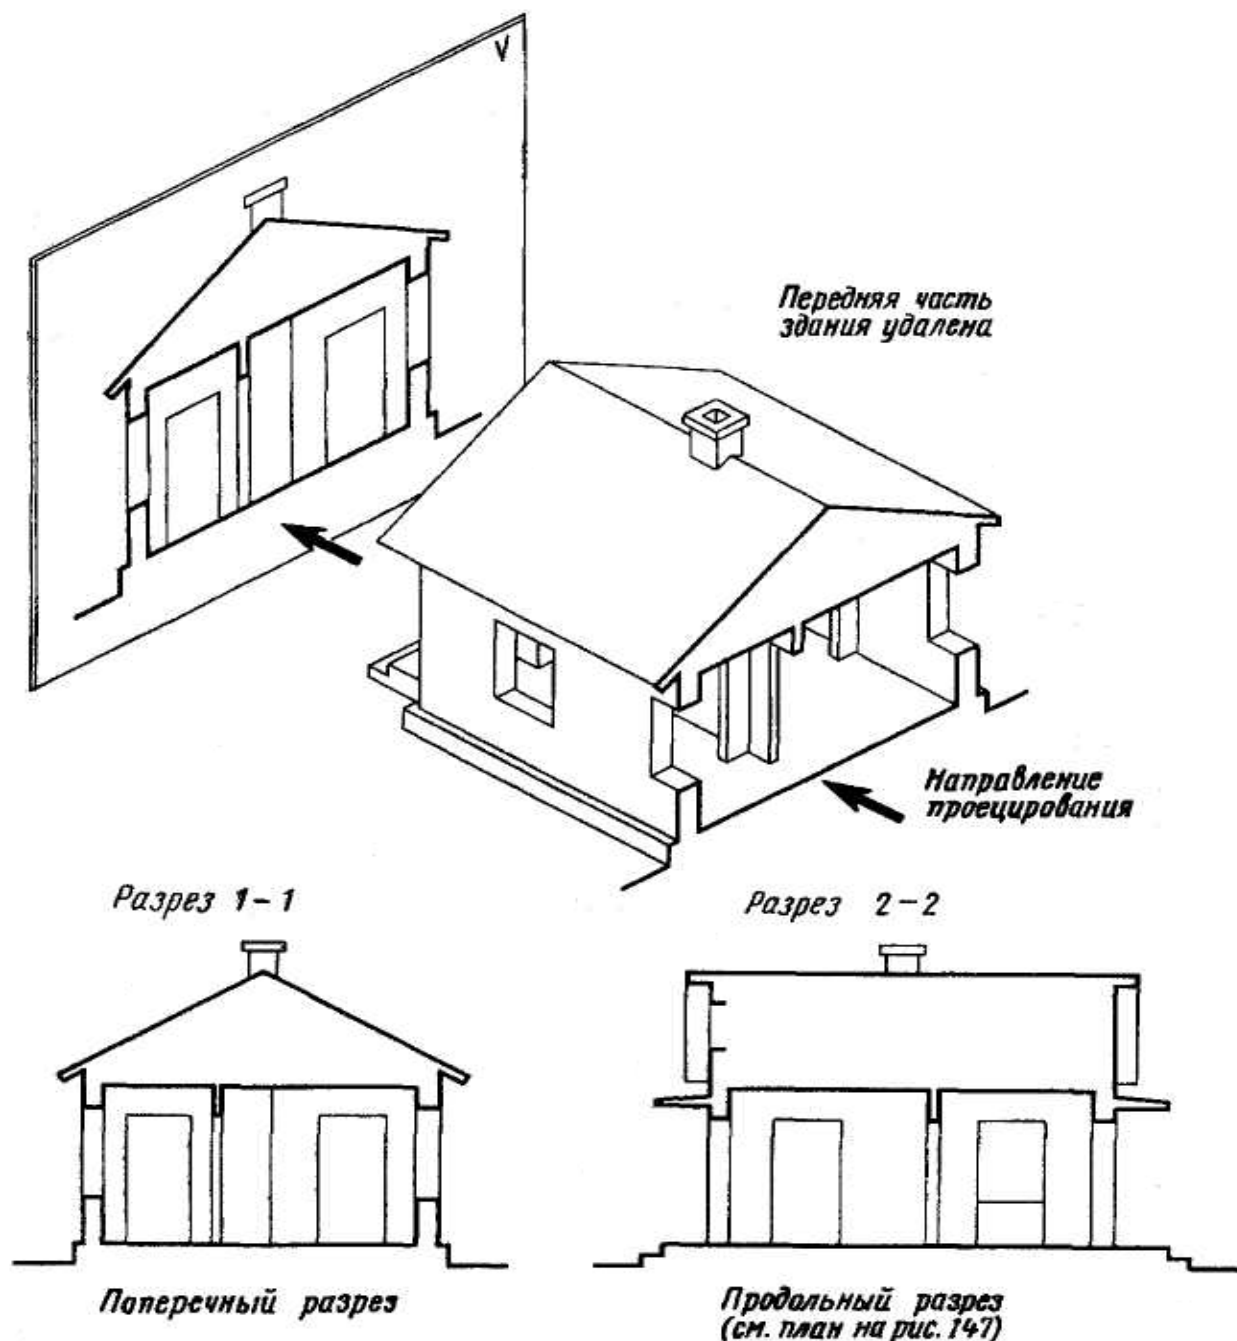 V
Передняя часть
здания удалена
Направление
проецирования
Разрез 1-1
Разрез 2-2
Поперечный разрез
Продольный разрез
(см. план на рис. 147)